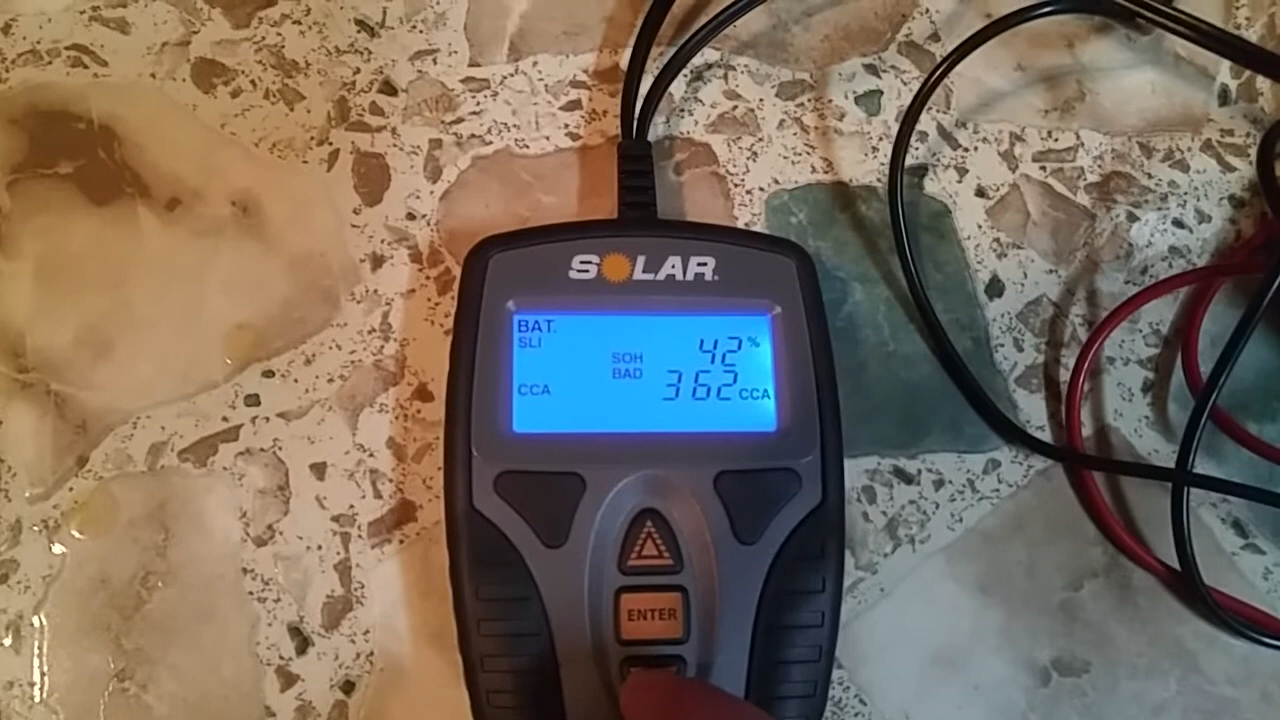 SOLAR
BAT.
SLI
SOH 42%
BAD
CCA 362 CCA
ENTER